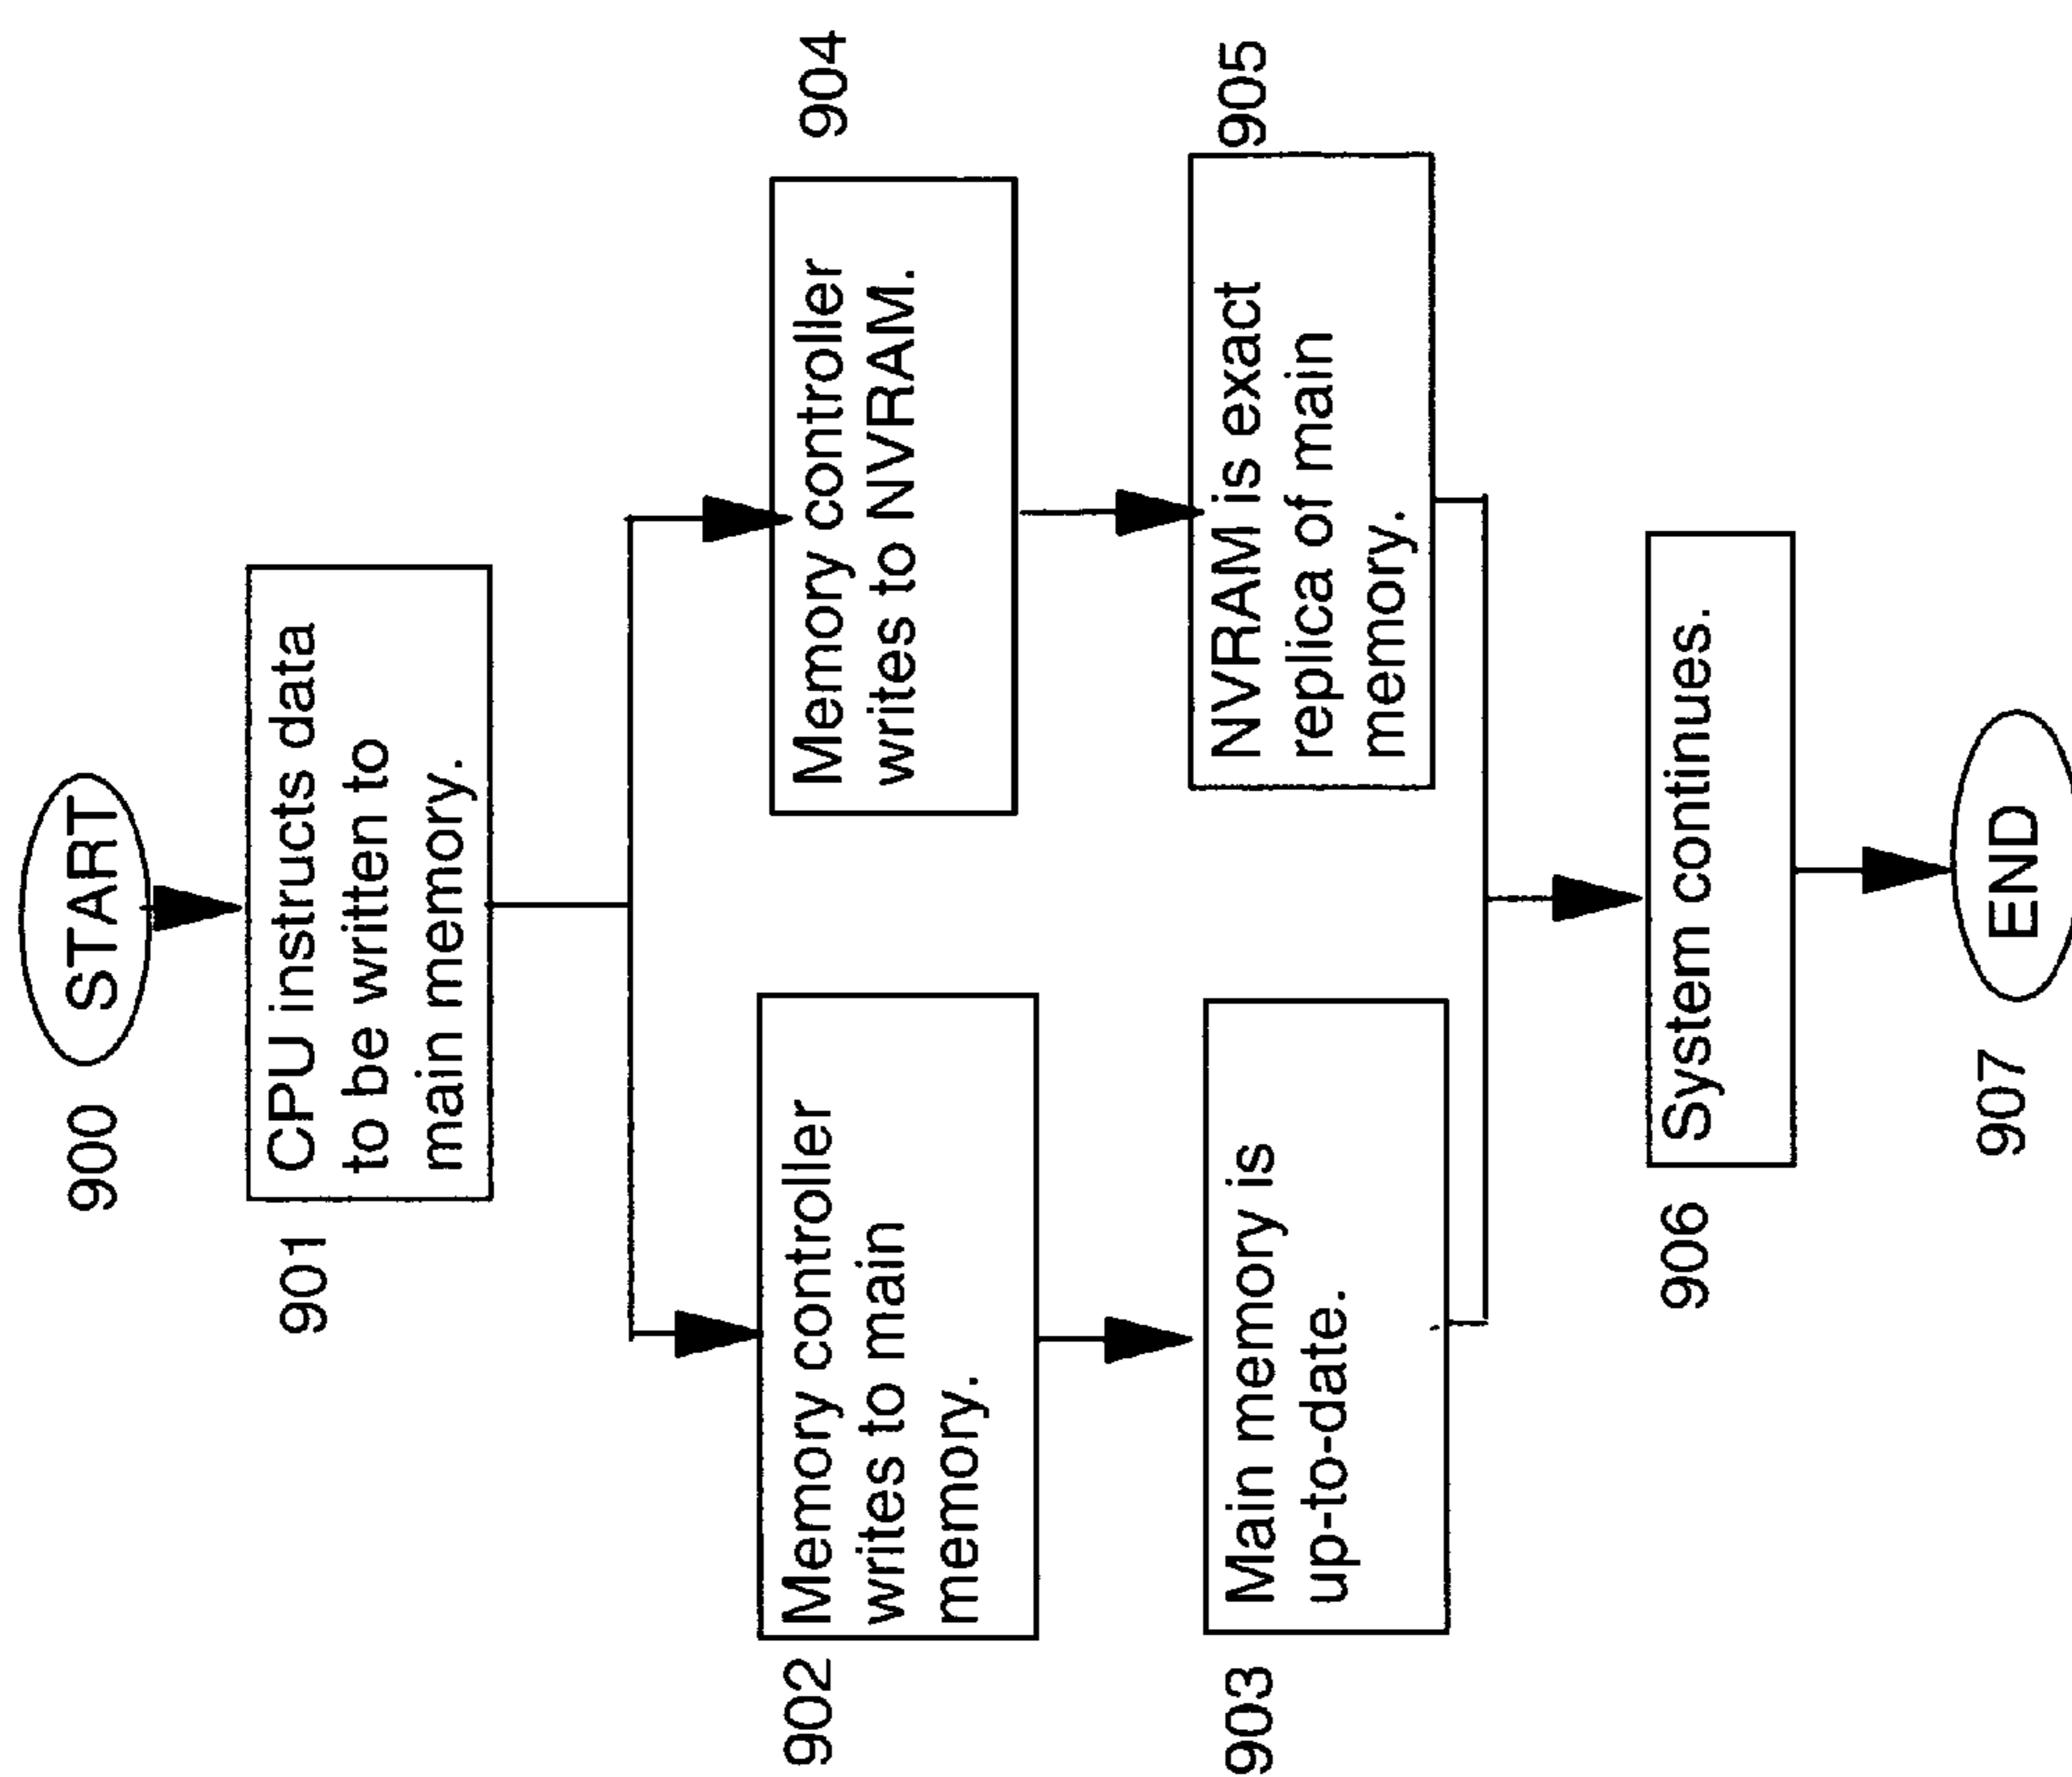 900
START
901
CPU instructs data
to be written to
main memory.
902
Memory controller
writes to main
memory.
904
Memory controller
writes to NVRAM.
903
Main memory is
up-to-date.
905
NVRAM is exact
replica of main
memory.
906
System continues.
907
END